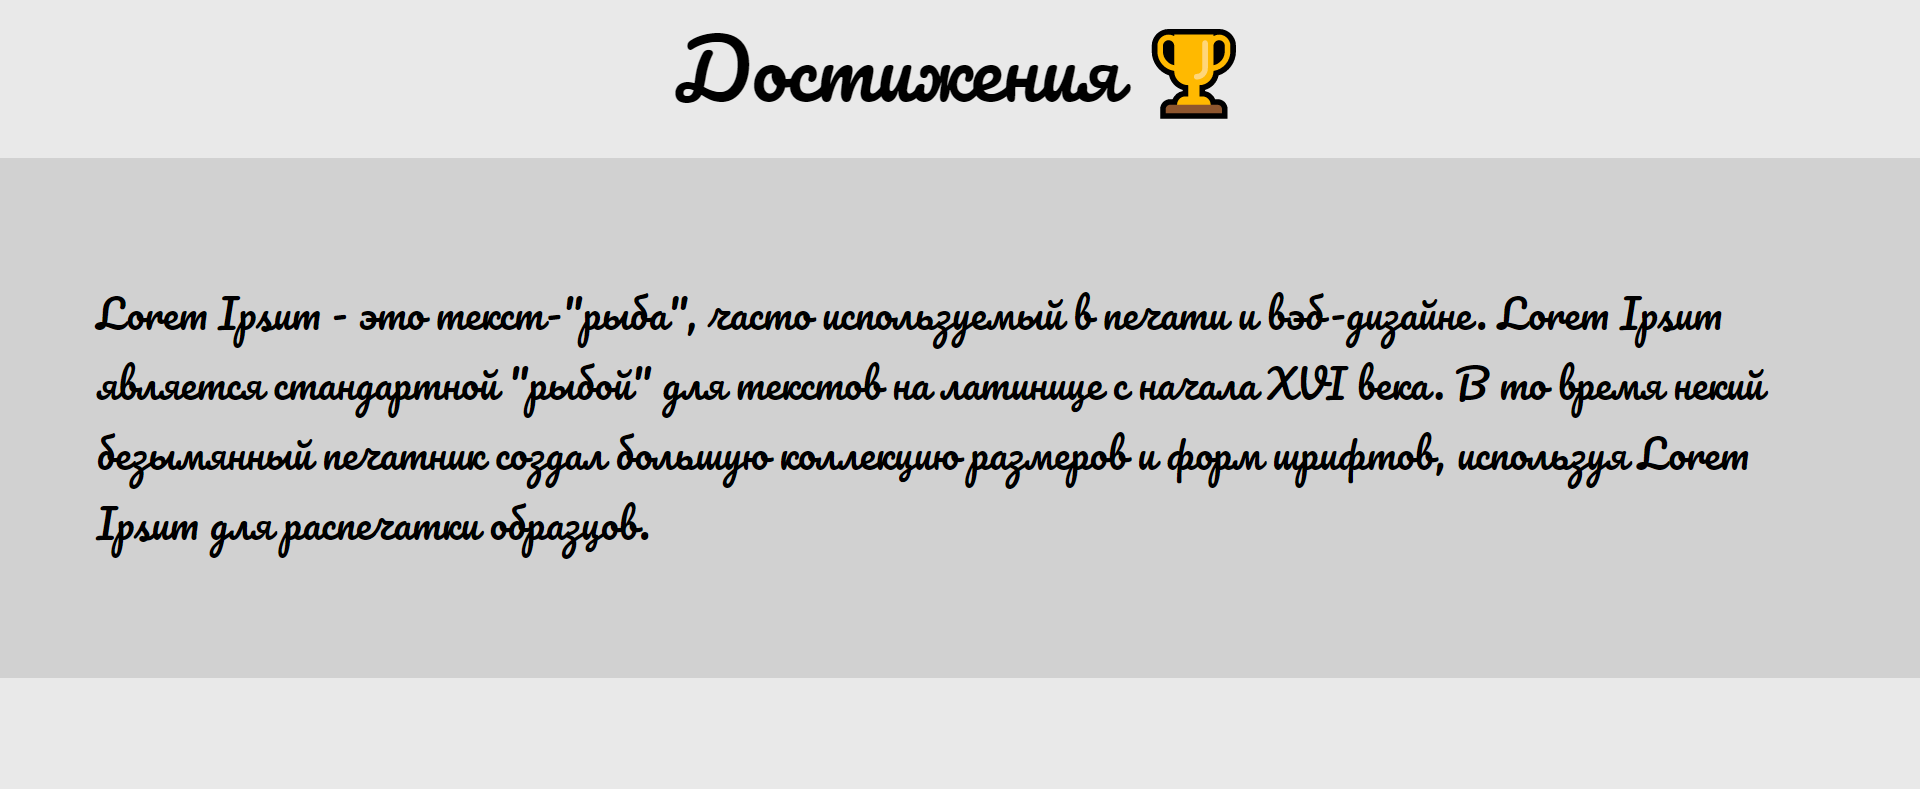 Достижения
Lorem Ipsum - это текст-"рыба", часто используемый в печати и вэб-дизайне. Lorem Ipsum
является стандартной "рыбой" для текстов на латинице с начала XVI века. В то время некий
безымянный печатник создал большую коллекцию размеров и форм шрифтов, используя Lorem
Ipsum для распечатки образцов.